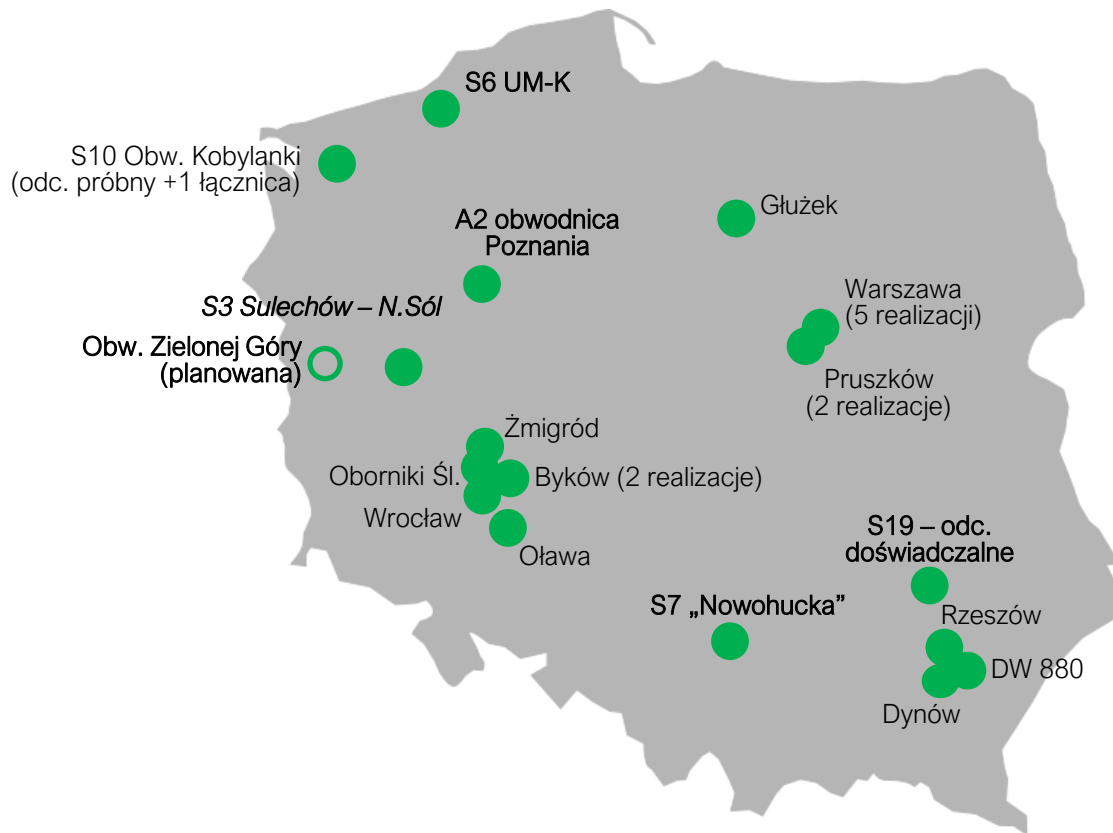 S6 UM-K
S10 Obw. Kobylanki
(odc. próbny +1 łącznica)
Głużek
A2 obwodnica
Poznania
Warszawa
(5 realizacji)
S3 Sulechów – N.Sól
Obw. Zielonej Góry
(planowana)
Pruszków
(2 realizacje)
Żmigród
Oborniki Śl.
Byków (2 realizacje)
Wrocław
Oława
S19 – odc.
doświadczalne
S7 „Nowohucka”
Rzeszów
DW 880
Dynów